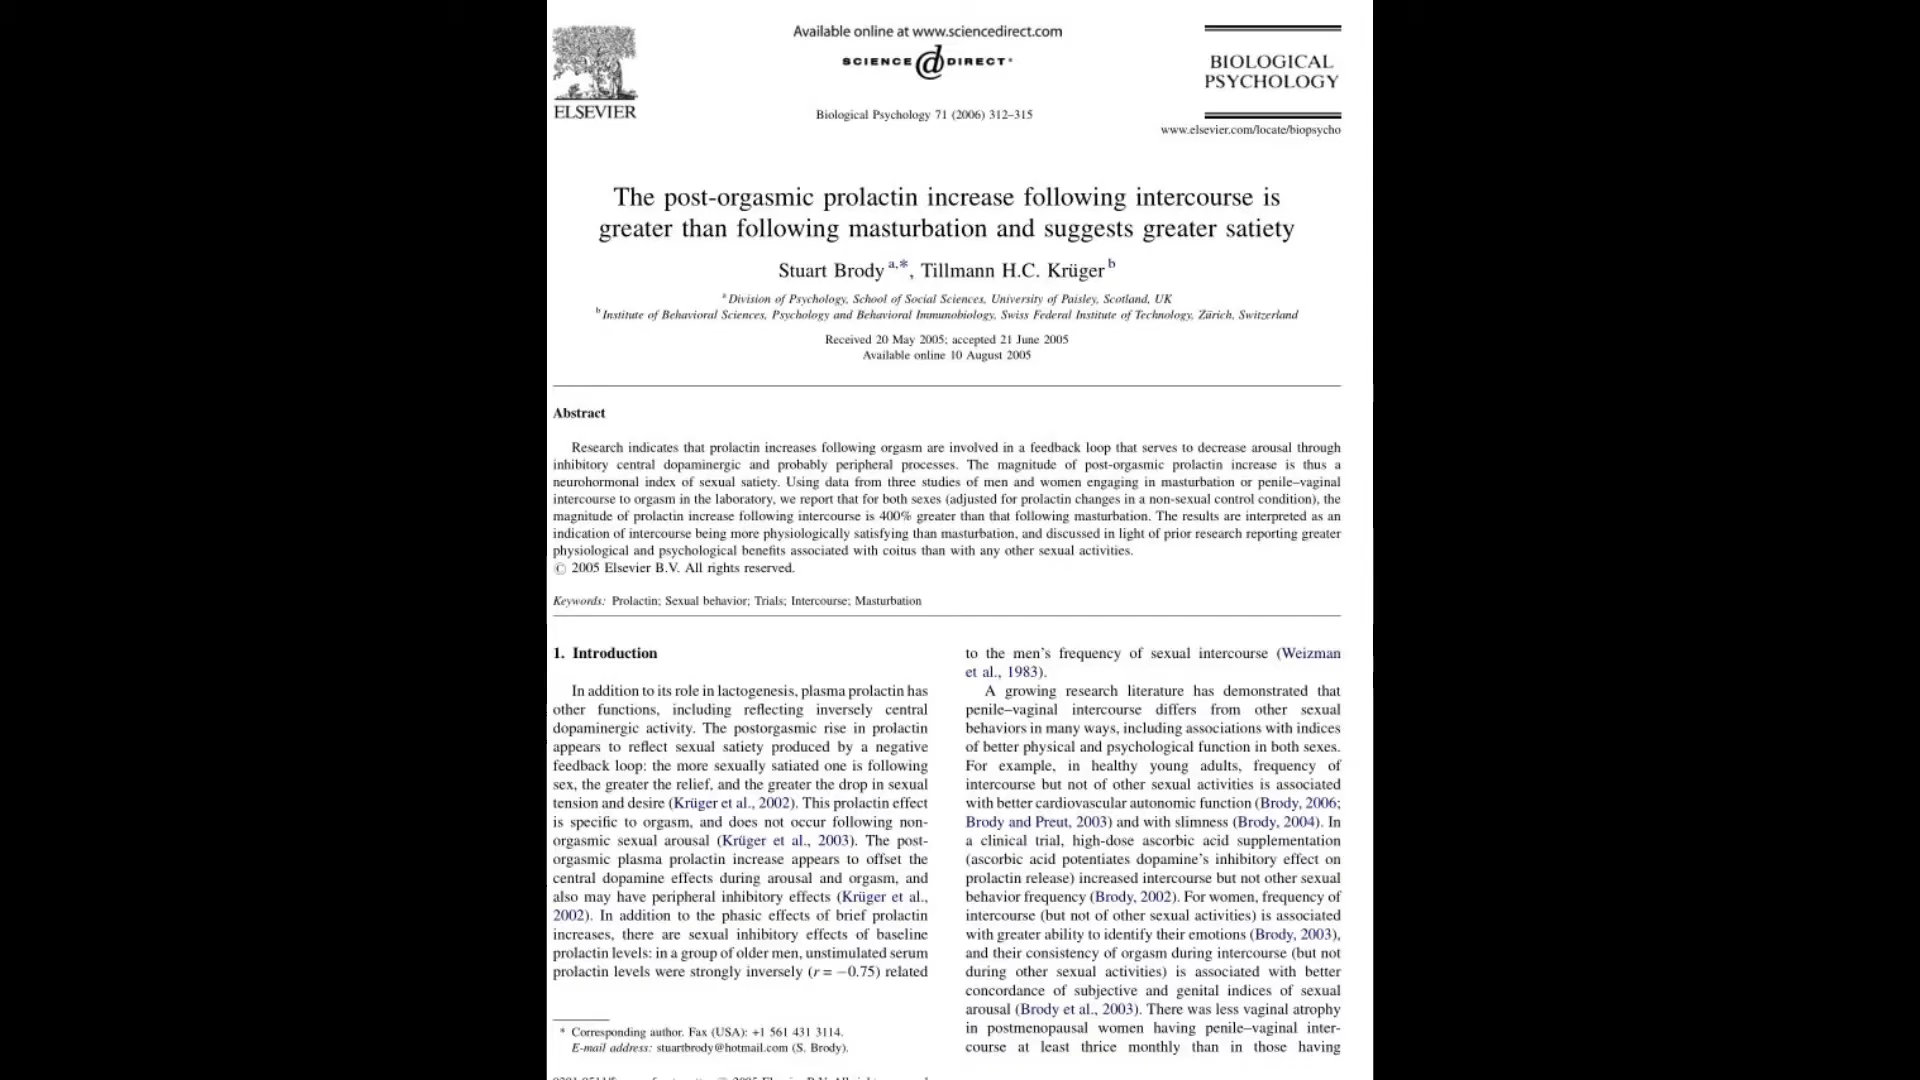 Available online at www.sciencedirect.com
SCIENCE @ DIRECT®
ELSEVIER
BIOLOGICAL
PSYCHOLOGY
Biological Psychology 71 (2006) 312–315
www.elsevier.com/locate/biopsycho
The post-orgasmic prolactin increase following intercourse is
greater than following masturbation and suggests greater satiety
Stuart Brody a,*, Tillmann H.C. Krüger b
a Division of Psychology, School of Social Sciences, University of Paisley, Scotland, UK
b Institute of Behavioral Sciences, Psychology and Behavioral Immunobiology, Swiss Federal Institute of Technology, Zürich, Switzerland
Received 20 May 2005; accepted 21 June 2005
Available online 10 August 2005
Abstract
Research indicates that prolactin increases following orgasm are involved in a feedback loop that serves to decrease arousal through
inhibitory central dopaminergic and probably peripheral processes. The magnitude of post-orgasmic prolactin increase is thus a
neurohormonal index of sexual satiety. Using data from three studies of men and women engaging in masturbation or penile–vaginal
intercourse to orgasm in the laboratory, we report that for both sexes (adjusted for prolactin changes in a non-sexual control condition), the
magnitude of prolactin increase following intercourse is 400% greater than that following masturbation. The results are interpreted as an
indication of intercourse being more physiologically satisfying than masturbation, and discussed in light of prior research reporting greater
physiological and psychological benefits associated with coitus than with any other sexual activities.
© 2005 Elsevier B.V. All rights reserved.
Keywords: Prolactin; Sexual behavior; Trials; Intercourse; Masturbation
1. Introduction
In addition to its role in lactogenesis, plasma prolactin has
other functions, including reflecting inversely central
dopaminergic activity. The postorgasmic rise in prolactin
appears to reflect sexual satiety produced by a negative
feedback loop: the more sexually satiated one is following
sex, the greater the relief, and the greater the drop in sexual
tension and desire (Krüger et al., 2002). This prolactin effect
is specific to orgasm, and does not occur following non-
orgasmic sexual arousal (Krüger et al., 2003). The post-
orgasmic plasma prolactin increase appears to offset the
central dopamine effects during arousal and orgasm, and
also may have peripheral inhibitory effects (Krüger et al.,
2002). In addition to the phasic effects of brief prolactin
increases, there are sexual inhibitory effects of baseline
prolactin levels: in a group of older men, unstimulated serum
prolactin levels were strongly inversely (r = −0.75) related
* Corresponding author. Fax (USA): +1 561 431 3114.
E-mail address: stuartbrody@hotmail.com (S. Brody).
to the men's frequency of sexual intercourse (Weizman
et al., 1983).
A growing research literature has demonstrated that
penile–vaginal intercourse differs from other sexual
behaviors in many ways, including associations with indices
of better physical and psychological function in both sexes.
For example, in healthy young adults, frequency of
intercourse but not of other sexual activities is associated
with better cardiovascular autonomic function (Brody, 2006;
Brody and Preut, 2003) and with slimness (Brody, 2004). In
a clinical trial, high-dose ascorbic acid supplementation
(ascorbic acid potentiates dopamine's inhibitory effect on
prolactin release) increased intercourse but not other sexual
behavior frequency (Brody, 2002). For women, frequency of
intercourse (but not of other sexual activities) is associated
with greater ability to identify their emotions (Brody, 2003),
and their consistency of orgasm during intercourse (but not
during other sexual activities) is associated with better
concordance of subjective and genital indices of sexual
arousal (Brody et al., 2003). There was less vaginal atrophy
in postmenopausal women having penile–vaginal inter-
course at least thrice monthly than in those having